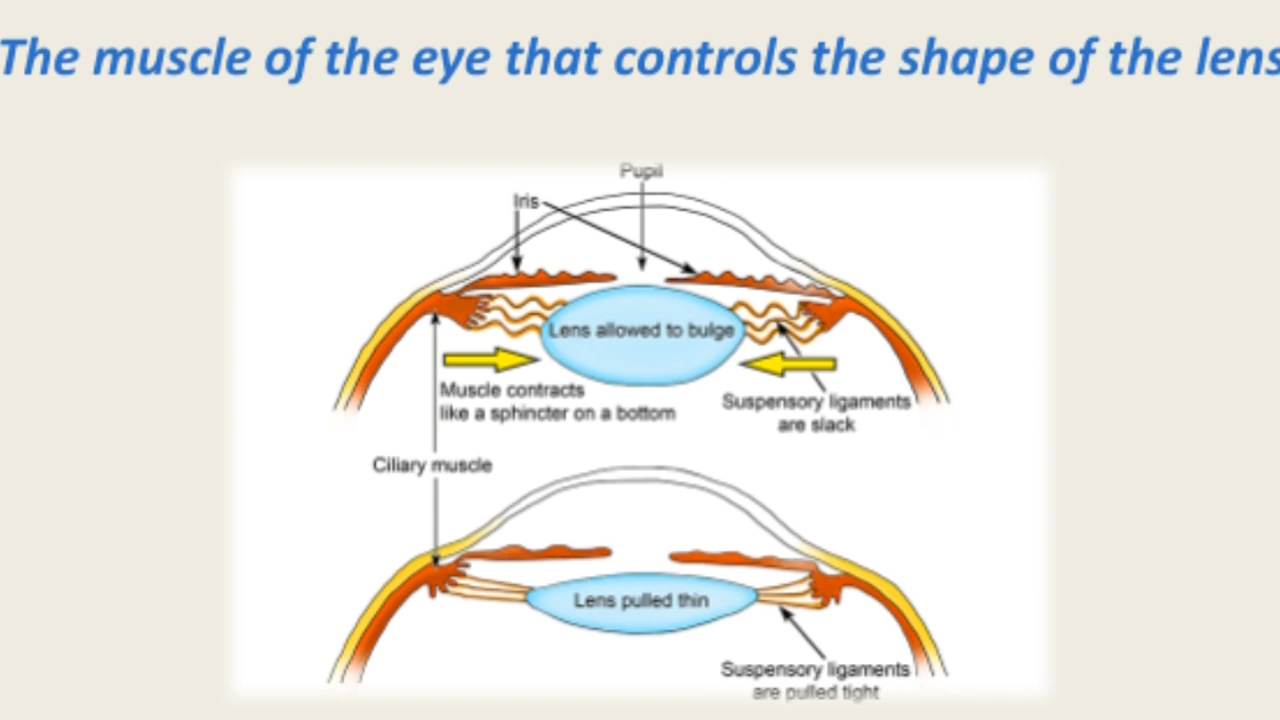 The muscle of the eye that controls the shape of the lens
Pupil
Iris
Lens allowed to bulge
Muscle contracts
like a sphincter on a bottom
Suspensory ligaments
are slack
Ciliary muscle
Lens pulled thin
Suspensory ligaments
are pulled tight